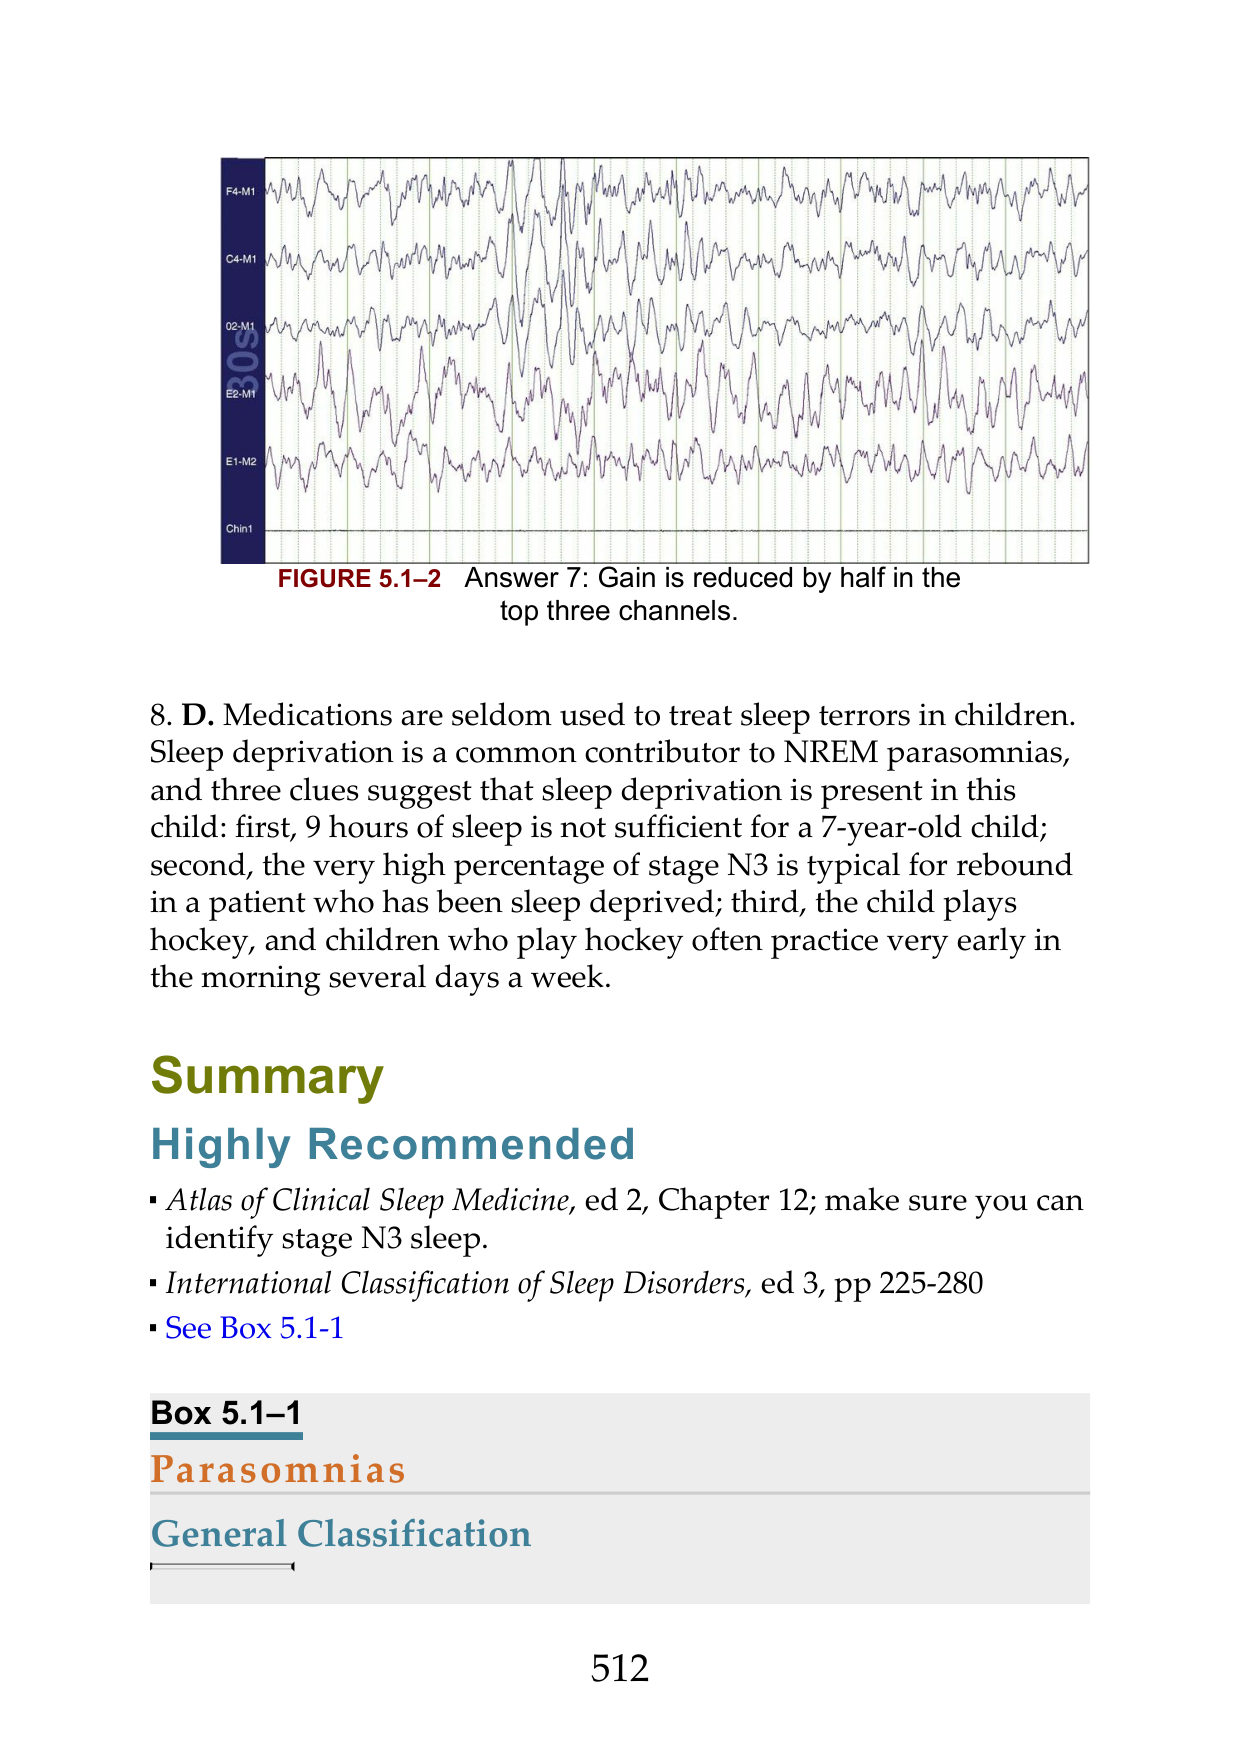 F4-M1
C4-M1
02-M1
30s
E2-M1
E1-M2
Chin1
FIGURE 5.1–2 Answer 7: Gain is reduced by half in the
top three channels.
8. D. Medications are seldom used to treat sleep terrors in children.
Sleep deprivation is a common contributor to NREM parasomnias,
and three clues suggest that sleep deprivation is present in this
child: first, 9 hours of sleep is not sufficient for a 7-year-old child;
second, the very high percentage of stage N3 is typical for rebound
in a patient who has been sleep deprived; third, the child plays
hockey, and children who play hockey often practice very early in
the morning several days a week.
Summary
Highly Recommended
▪ Atlas of Clinical Sleep Medicine, ed 2, Chapter 12; make sure you can
identify stage N3 sleep.
▪ International Classification of Sleep Disorders, ed 3, pp 225-280
▪ See Box 5.1-1
Box 5.1–1
Parasomnias
General Classification
512